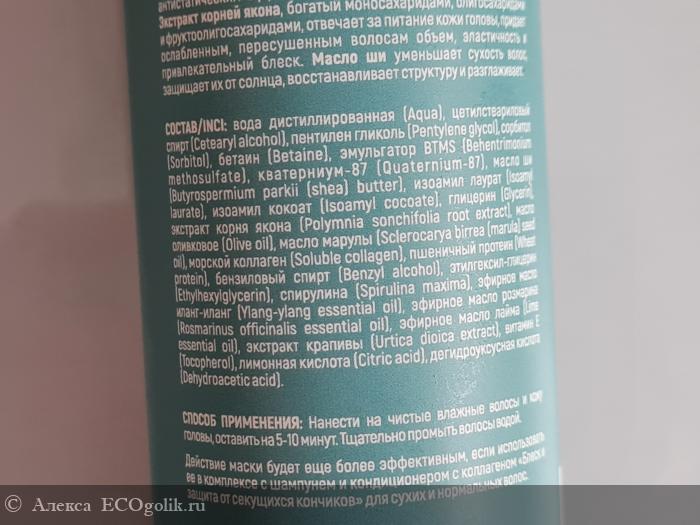 антистатический
Экстракт корней якона, богатый моносахаридами, олигосахаридами
и фруктоолигосахаридами, отвечает за питание кожи головы, придает
ослабленным, пересушенным волосам объем, эластичность и
привлекательный блеск. Масло ши уменьшает сухость волос,
защищает их от солнца, восстанавливает структуру и разглаживает.
СОСТАВ/INCI: вода дистиллированная (Aqua), цетилстеариловый
спирт (Cetearyl alcohol), пентилен гликоль (Pentylene glycol), сорбитол
(Sorbitol), бетаин (Betaine), эмульгатор BTMS (Behentrimonium
methosulfate), кватерниум-87 (Quaternium-87), масло ши
(Butyrospermium parkii (shea) butter), изоамил лаурат (Isoamyl
laurate), изоамил кокоат (Isoamyl cocoate), глицерин (Glycerin),
экстракт корня якона (Polymnia sonchifolia root extract), масло
оливковое (Olive oil), масло марулы (Sclerocarya birrea (marula) seed
oil), морской коллаген (Soluble collagen), пшеничный протеин (Wheat
protein), бензиловый спирт (Benzyl alcohol), этилгексил-глицерин
(Ethylhexylglycerin), спирулина (Spirulina maxima), эфирное масло
иланг-иланг (Ylang-ylang essential oil), эфирное масло розмарина
(Rosmarinus officinalis essential oil), эфирное масло лайма (Lime
essential oil), экстракт крапивы (Urtica dioica extract), витамин Е
(Tocopherol), лимонная кислота (Citric acid), дегидроуксусная кислота
(Dehydroacetic acid).
СПОСОБ ПРИМЕНЕНИЯ: Нанести на чистые влажные волосы и кожу
головы, оставить на 5-10 минут. Тщательно промыть волосы водой.
Действие маски будет еще более эффективным, если использовать
ее в комплексе с шампунем и кондиционером с коллагеном «Блеск и
защита от секущихся кончиков» для сухих и нормальных волос.
© Алекса ECOgolik.ru